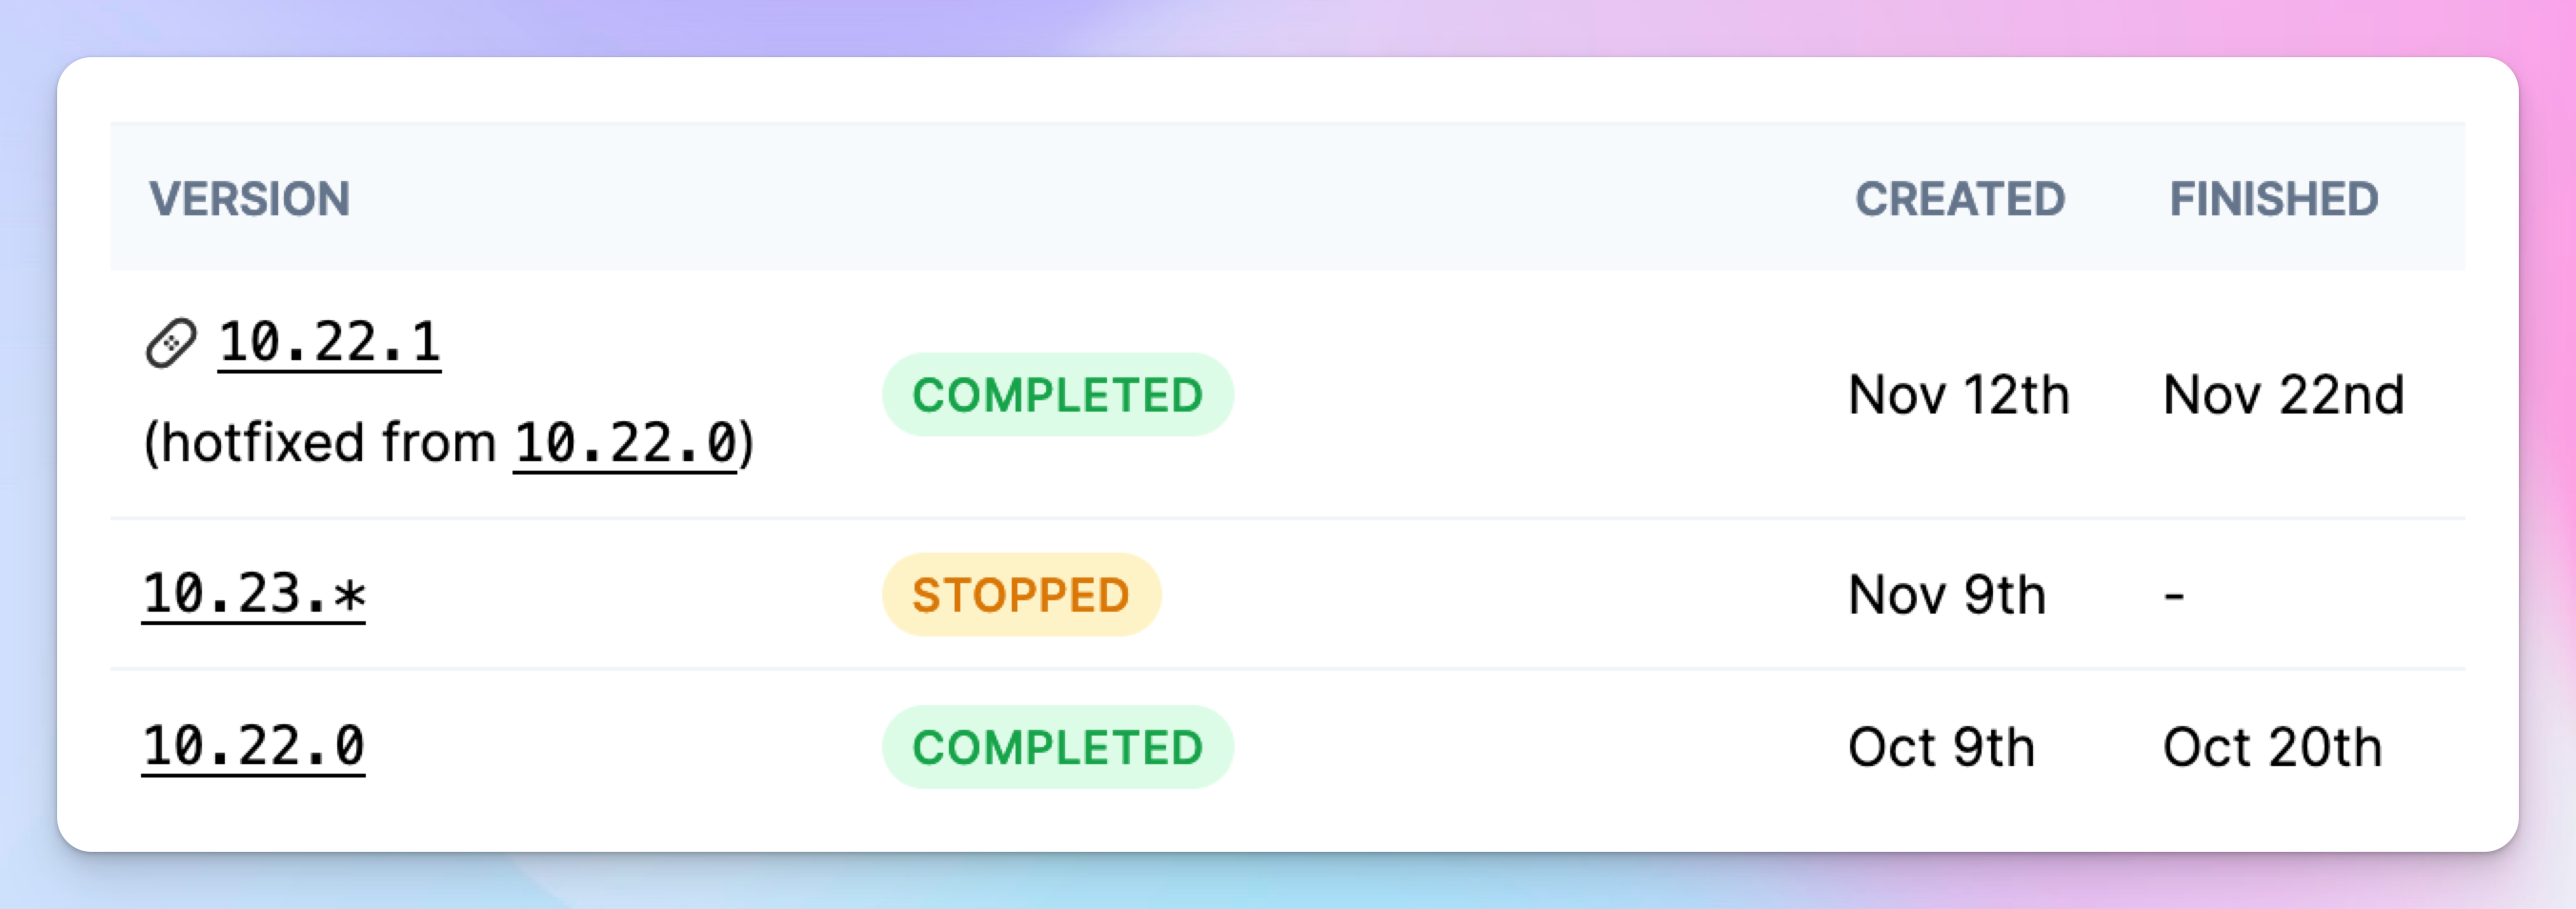 VERSION CREATED FINISHED
10.22.1
(hotfixed from 10.22.0) COMPLETED Nov 12th Nov 22nd
10.23.* STOPPED Nov 9th -
10.22.0 COMPLETED Oct 9th Oct 20th